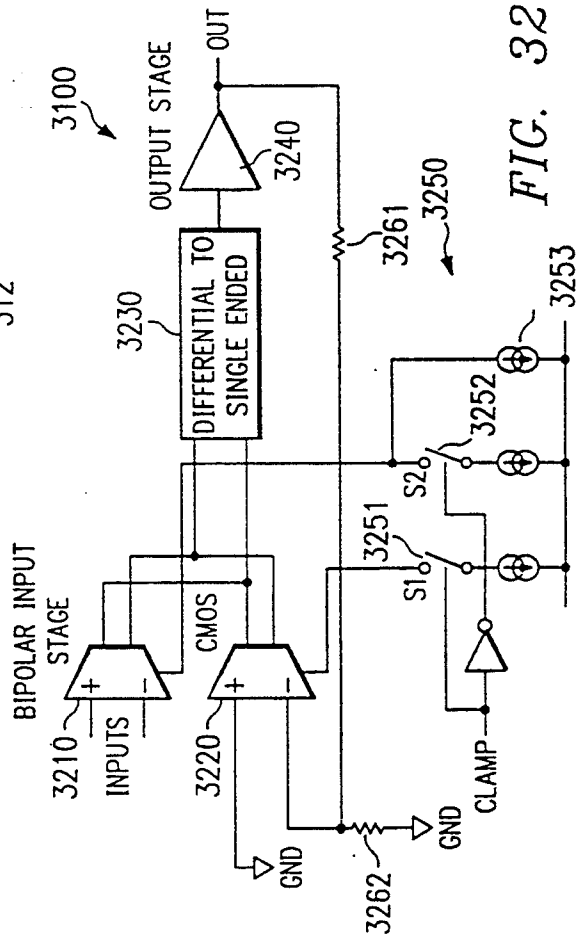 312
3100
OUTPUT STAGE
OUT
3240
3230
DIFFERENTIAL TO
SINGLE ENDED
BIPOLAR INPUT
STAGE
3210
+
−
INPUTS
CMOS
3220
+
−
GND
3262
GND
3261
3250
3251
S1
3252
S2
3253
CLAMP
FIG. 32